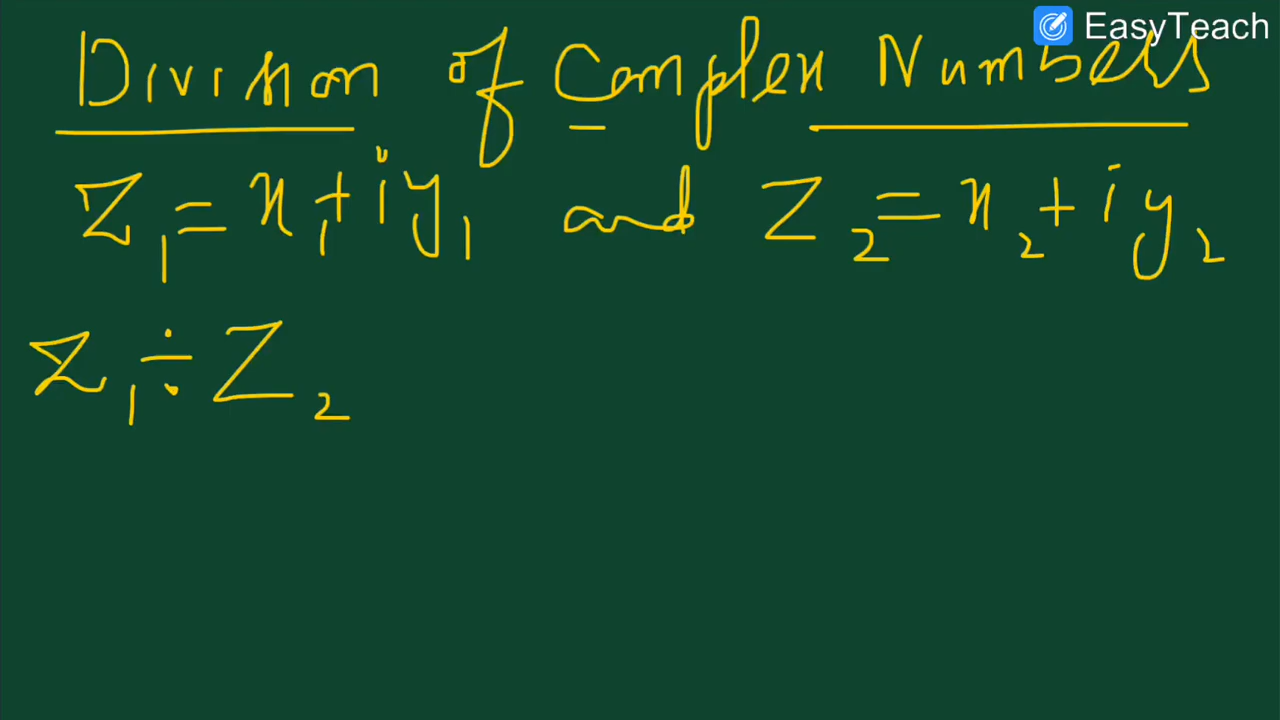 EasyTeach
Division of Complex Numbers
Z₁ = x₁ + iy₁ and Z₂ = x₂ + iy₂
Z₁ ÷ Z₂